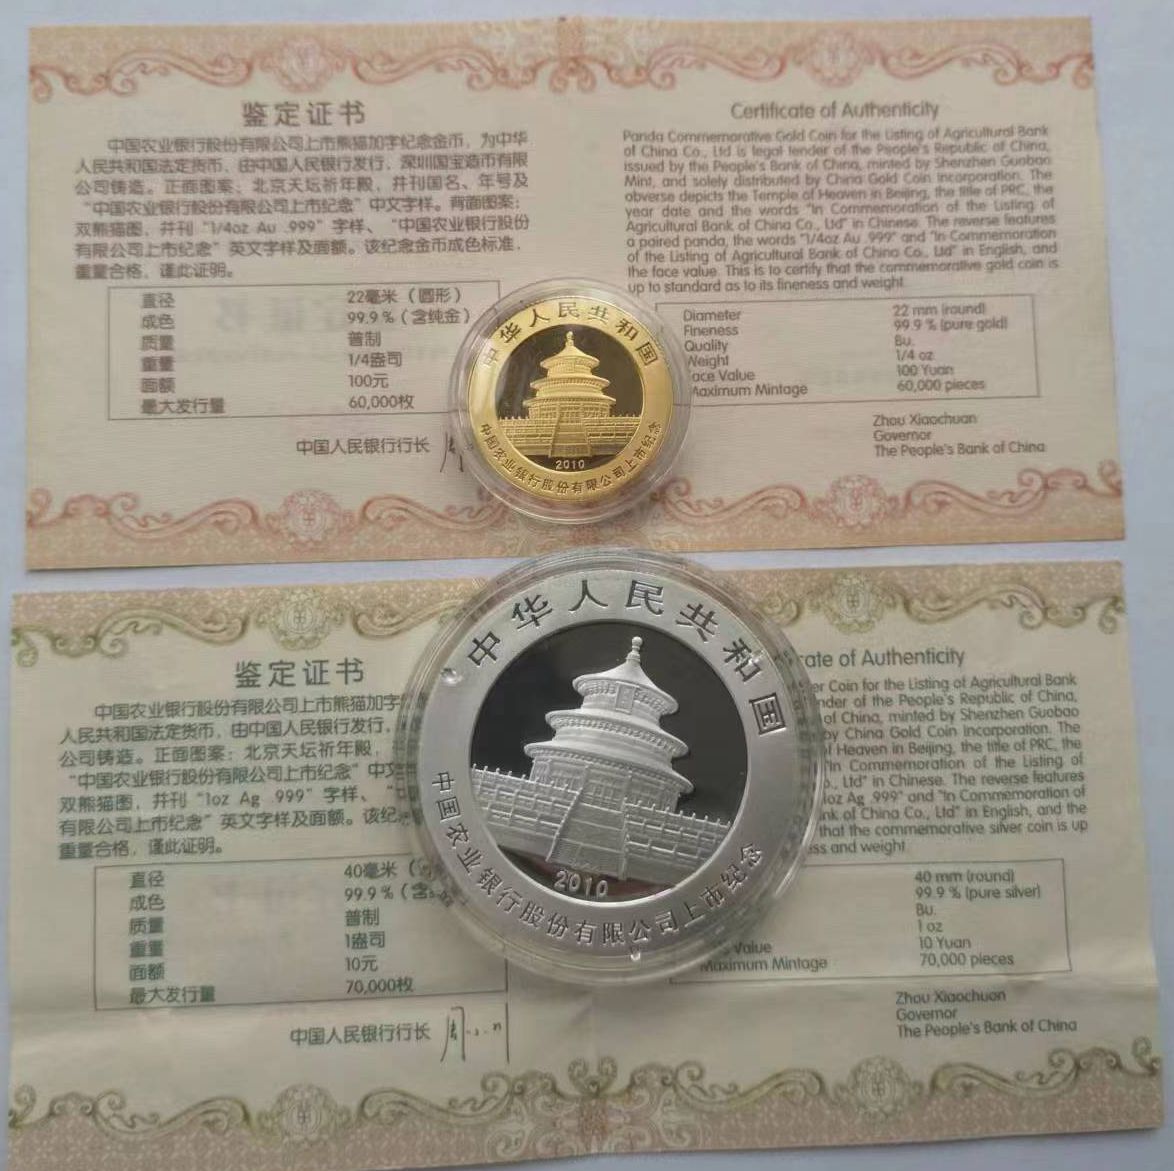 鉴定证书
中国农业银行股份有限公司上市熊猫加字纪念金币，为中华
人民共和国法定货币，由中国人民银行发行，深圳国宝造币有限
公司铸造。正面图案：北京天坛祈年殿，并刊国名、年号及
“中国农业银行股份有限公司上市纪念”中文字样。背面图案：
双熊猫图，并刊“1/4oz Au .999”字样、“中国农业银行股份
有限公司上市纪念”英文字样及面额。该纪念金币成色标准，
重量合格，谨此证明。
直径 22毫米（圆形）
成色 99.9％（含纯金）
质量 普制
重量 1/4盎司
面额 100元
最大发行量 60,000枚
中国人民银行行长
Certificate of Authenticity
Panda Commemorative Gold Coin for the Listing of Agricultural Bank
of China Co., Ltd is legal tender of the People's Republic of China,
issued by the People's Bank of China, minted by Shenzhen Guobao
Mint, and solely distributed by China Gold Coin Incorporation. The
obverse depicts the Temple of Heaven in Beijing, the title of PRC, the
year date and the words "In Commemoration of the Listing of
Agricultural Bank of China Co., Ltd" in Chinese. The reverse features
a paired panda, the words "1/4oz Au .999" and "In Commemoration
of the Listing of Agricultural Bank of China Co., Ltd" in English, and
the face value. This is to certify that the commemorative gold coin is
up to standard as to its fineness and weight.
Diameter 22 mm (round)
Fineness 99.9 % (pure gold)
Quality Bu.
Weight 1/4 oz
Face Value 100 Yuan
Maximum Mintage 60,000 pieces
Zhou Xiaochuan
Governor
The People's Bank of China
中华人民共和国
2010
中国农业银行股份有限公司上市纪念
鉴定证书
中国农业银行股份有限公司上市熊猫加字
人民共和国法定货币，由中国人民银行发行，
公司铸造。正面图案：北京天坛祈年殿，
“中国农业银行股份有限公司上市纪念”中文
双熊猫图，并刊“1oz Ag .999”字样、“中
有限公司上市纪念”英文字样及面额。该纪
重量合格，谨此证明。
直径 40毫米
成色 99.9％（含
质量 普制
重量 1盎司
面额 10元
最大发行量 70,000枚
中国人民银行行长
中华人民共和国
2010
中国农业银行股份有限公司上市纪念
cate of Authenticity
er Coin for the Listing of Agricultural Bank
nder of the People's Republic of China,
of China, minted by Shenzhen Guobao
by China Gold Coin Incorporation. The
f Heaven in Beijing, the title of PRC, the
"In Commemoration of the Listing of
., Ltd" in Chinese. The reverse features
1oz Ag .999" and "In Commemoration of
nk of China Co., Ltd" in English, and the
that the commemorative silver coin is up
ss and weight.
40 mm (round)
99.9 % (pure silver)
Bu.
1 oz
Value 10 Yuan
Maximum Mintage 70,000 pieces
Zhou Xiaochuan
Governor
The People's Bank of China